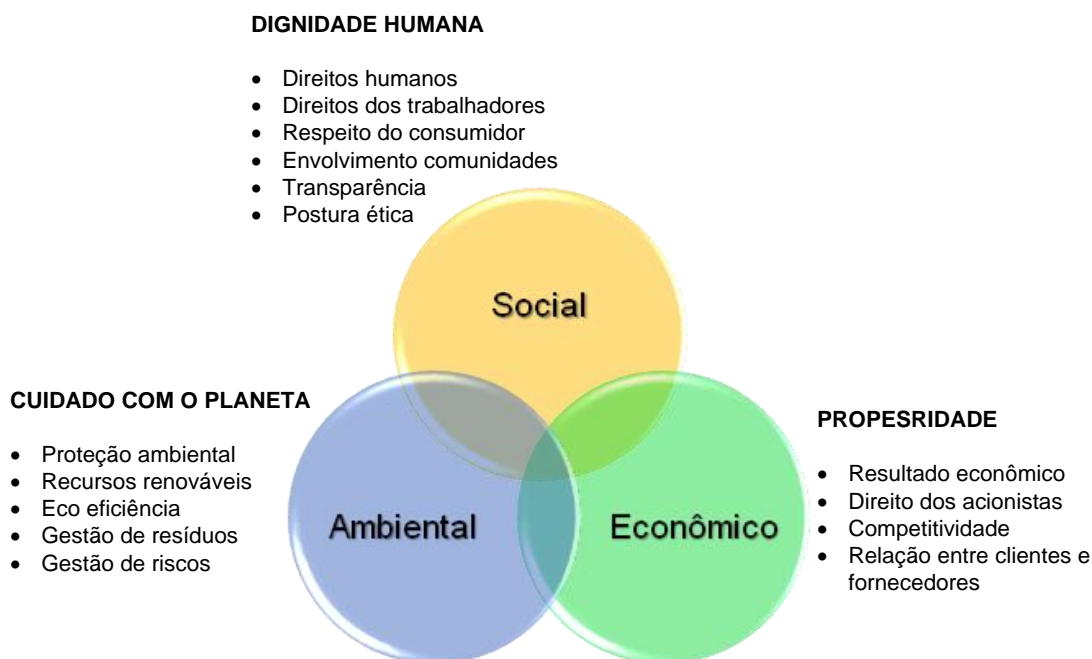 DIGNIDADE HUMANA
• Direitos humanos
• Direitos dos trabalhadores
• Respeito do consumidor
• Envolvimento comunidades
• Transparência
• Postura ética
Social
CUIDADO COM O PLANETA
• Proteção ambiental
• Recursos renováveis
• Eco eficiência
• Gestão de resíduos
• Gestão de riscos
Ambiental
Econômico
PROPESRIDADE
• Resultado econômico
• Direito dos acionistas
• Competitividade
• Relação entre clientes e
fornecedores